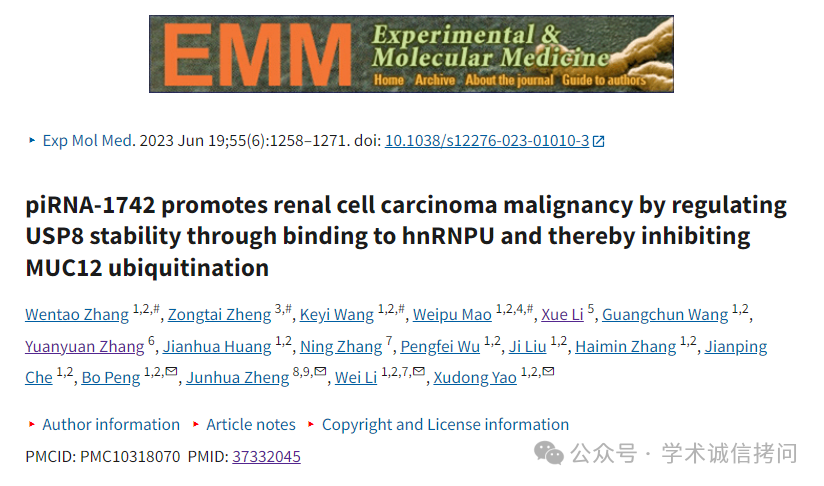 EMM Experimental &
Molecular Medicine
Home Archive About the journal Guide to authors
Exp Mol Med. 2023 Jun 19;55(6):1258–1271. doi: 10.1038/s12276-023-01010-3
piRNA-1742 promotes renal cell carcinoma malignancy by regulating
USP8 stability through binding to hnRNPU and thereby inhibiting
MUC12 ubiquitination
Wentao Zhang 1,2,#, Zongtai Zheng 3,#, Keyi Wang 1,2,#, Weipu Mao 1,2,4,#, Xue Li 5, Guangchun Wang 1,2,
Yuanyuan Zhang 6, Jianhua Huang 1,2, Ning Zhang 7, Pengfei Wu 1,2, Ji Liu 1,2, Haimin Zhang 1,2, Jianping
Che 1,2, Bo Peng 1,2,✉, Junhua Zheng 8,9,✉, Wei Li 1,2,7,✉, Xudong Yao 1,2,✉
Author information Article notes Copyright and License information
PMCID: PMC10318070 PMID: 37332045
公众号 · 学术诚信拷问